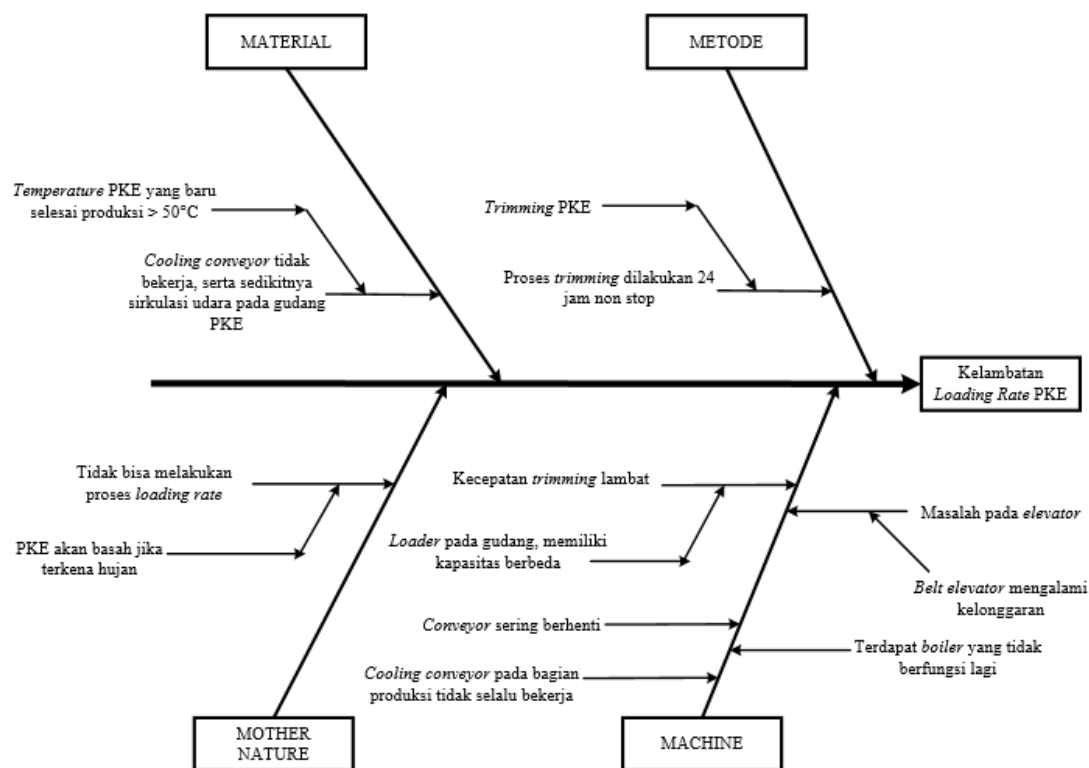 MATERIAL
METODE
Temperature PKE yang baru
selesai produksi > 50°C
Cooling conveyor tidak
bekerja, serta sedikitnya
sirkulasi udara pada gudang
PKE
Trimming PKE
Proses trimming dilakukan 24
jam non stop
Kelambatan
Loading Rate PKE
Tidak bisa melakukan
proses loading rate
PKE akan basah jika
terkena hujan
Kecepatan trimming lambat
Loader pada gudang, memiliki
kapasitas berbeda
Masalah pada elevator
Belt elevator mengalami
kelonggaran
Conveyor sering berhenti
Terdapat boiler yang tidak
berfungsi lagi
Cooling conveyor pada bagian
produksi tidak selalu bekerja
MOTHER
NATURE
MACHINE